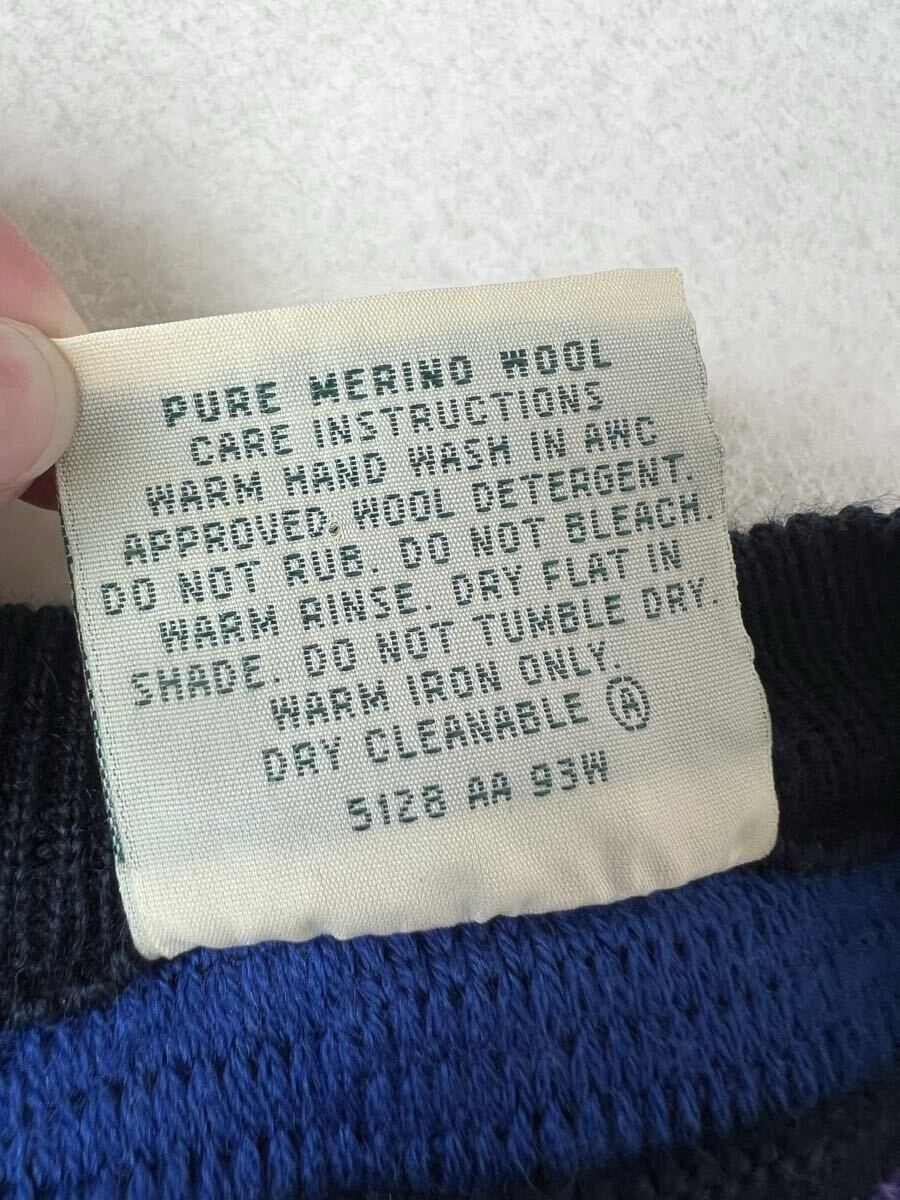 PURE MERINO WOOL
CARE INSTRUCTIONS
WARM HAND WASH IN AWC
APPROVED WOOL DETERGENT.
DO NOT RUB. DO NOT BLEACH.
WARM RINSE. DRY FLAT IN
SHADE. DO NOT TUMBLE DRY.
WARM IRON ONLY.
DRY CLEANABLE Ⓐ
5128 AA 93W